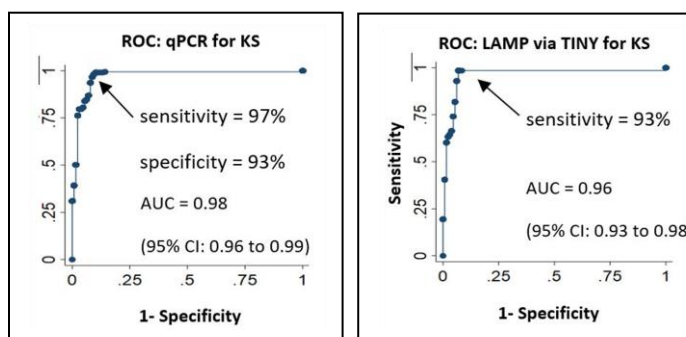 ROC: qPCR for KS
1
.75
.5
.25
0
sensitivity = 97%
specificity = 93%
AUC = 0.98
(95% CI: 0.96 to 0.99)
0 .25 .5 .75 1
1- Specificity
ROC: LAMP via TINY for KS
Sensitivity
1
.75
.5
.25
0
sensitivity = 93%
AUC = 0.96
(95% CI: 0.93 to 0.98
0 .25 .5 .75 1
1- Specificity